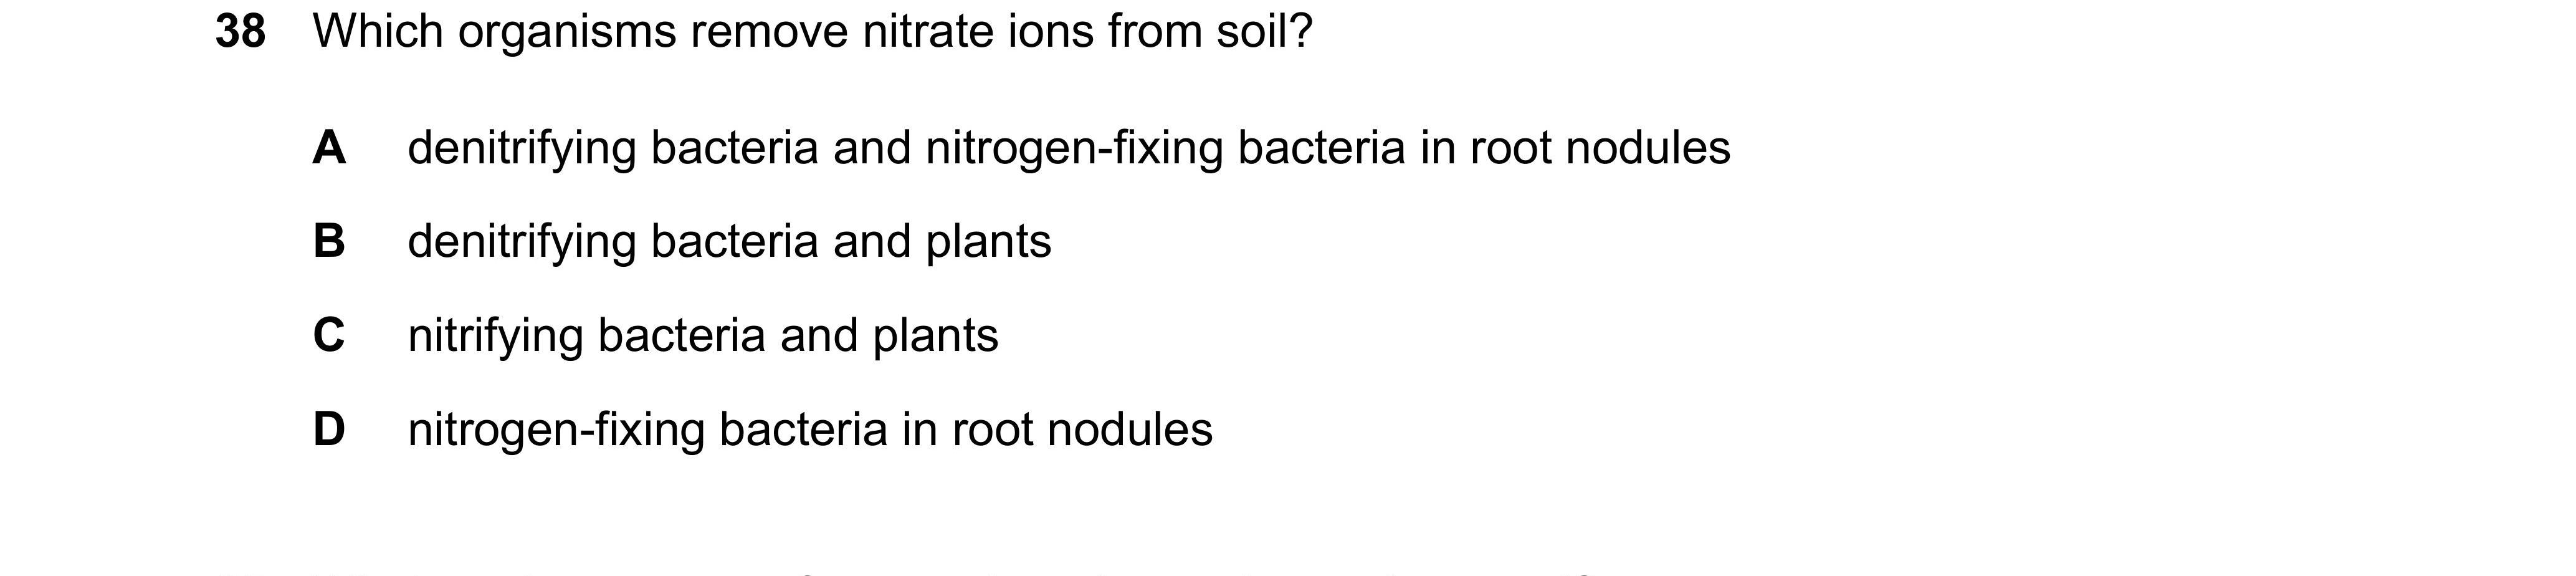 38 Which organisms remove nitrate ions from soil?
A denitrifying bacteria and nitrogen-fixing bacteria in root nodules
B denitrifying bacteria and plants
C nitrifying bacteria and plants
D nitrogen-fixing bacteria in root nodules